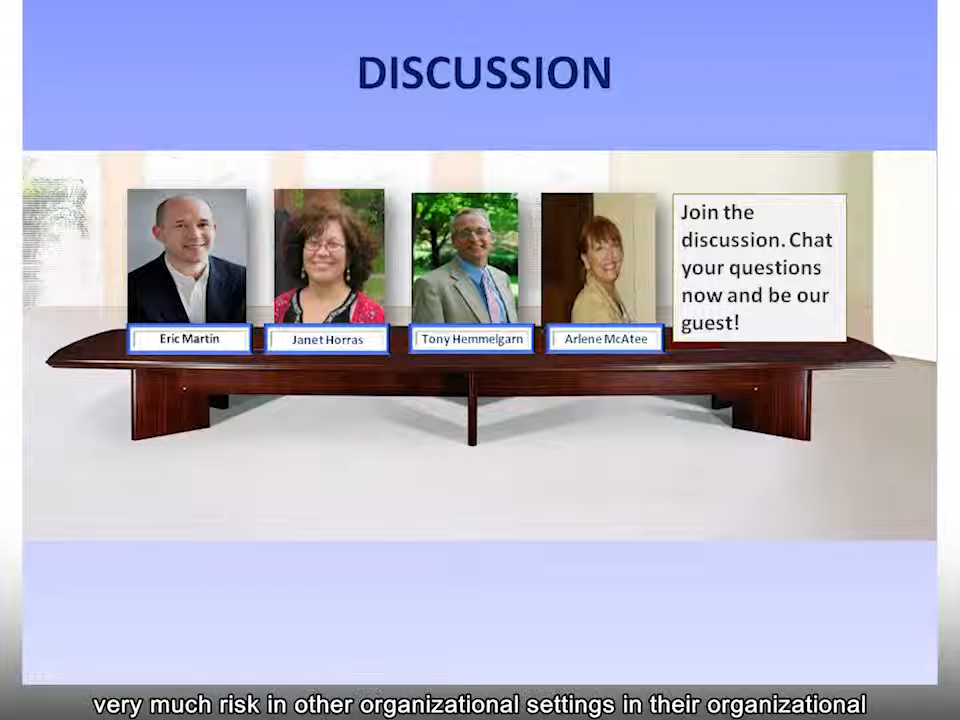 DISCUSSION
Join the
discussion. Chat
your questions
now and be our
guest!
Eric Martin
Janet Horras
Tony Hemmelgarn
Arlene McAtee
very much risk in other organizational settings in their organizational